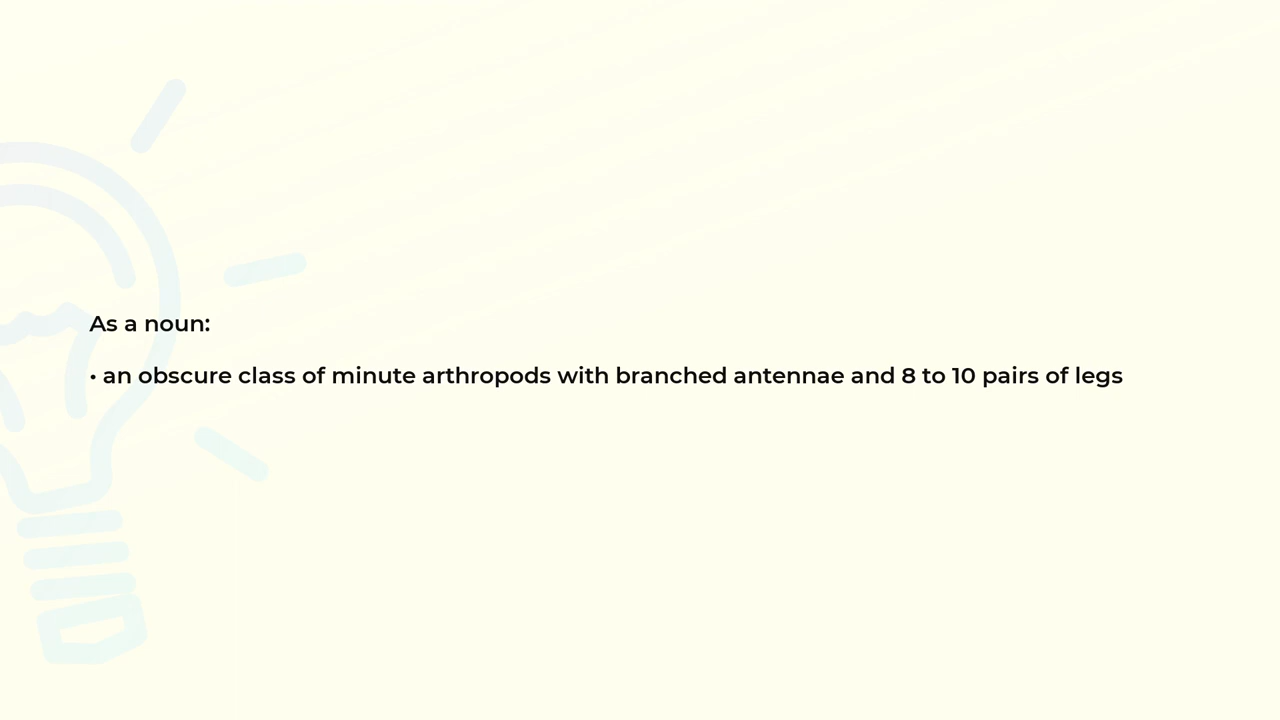 As a noun:
• an obscure class of minute arthropods with branched antennae and 8 to 10 pairs of legs